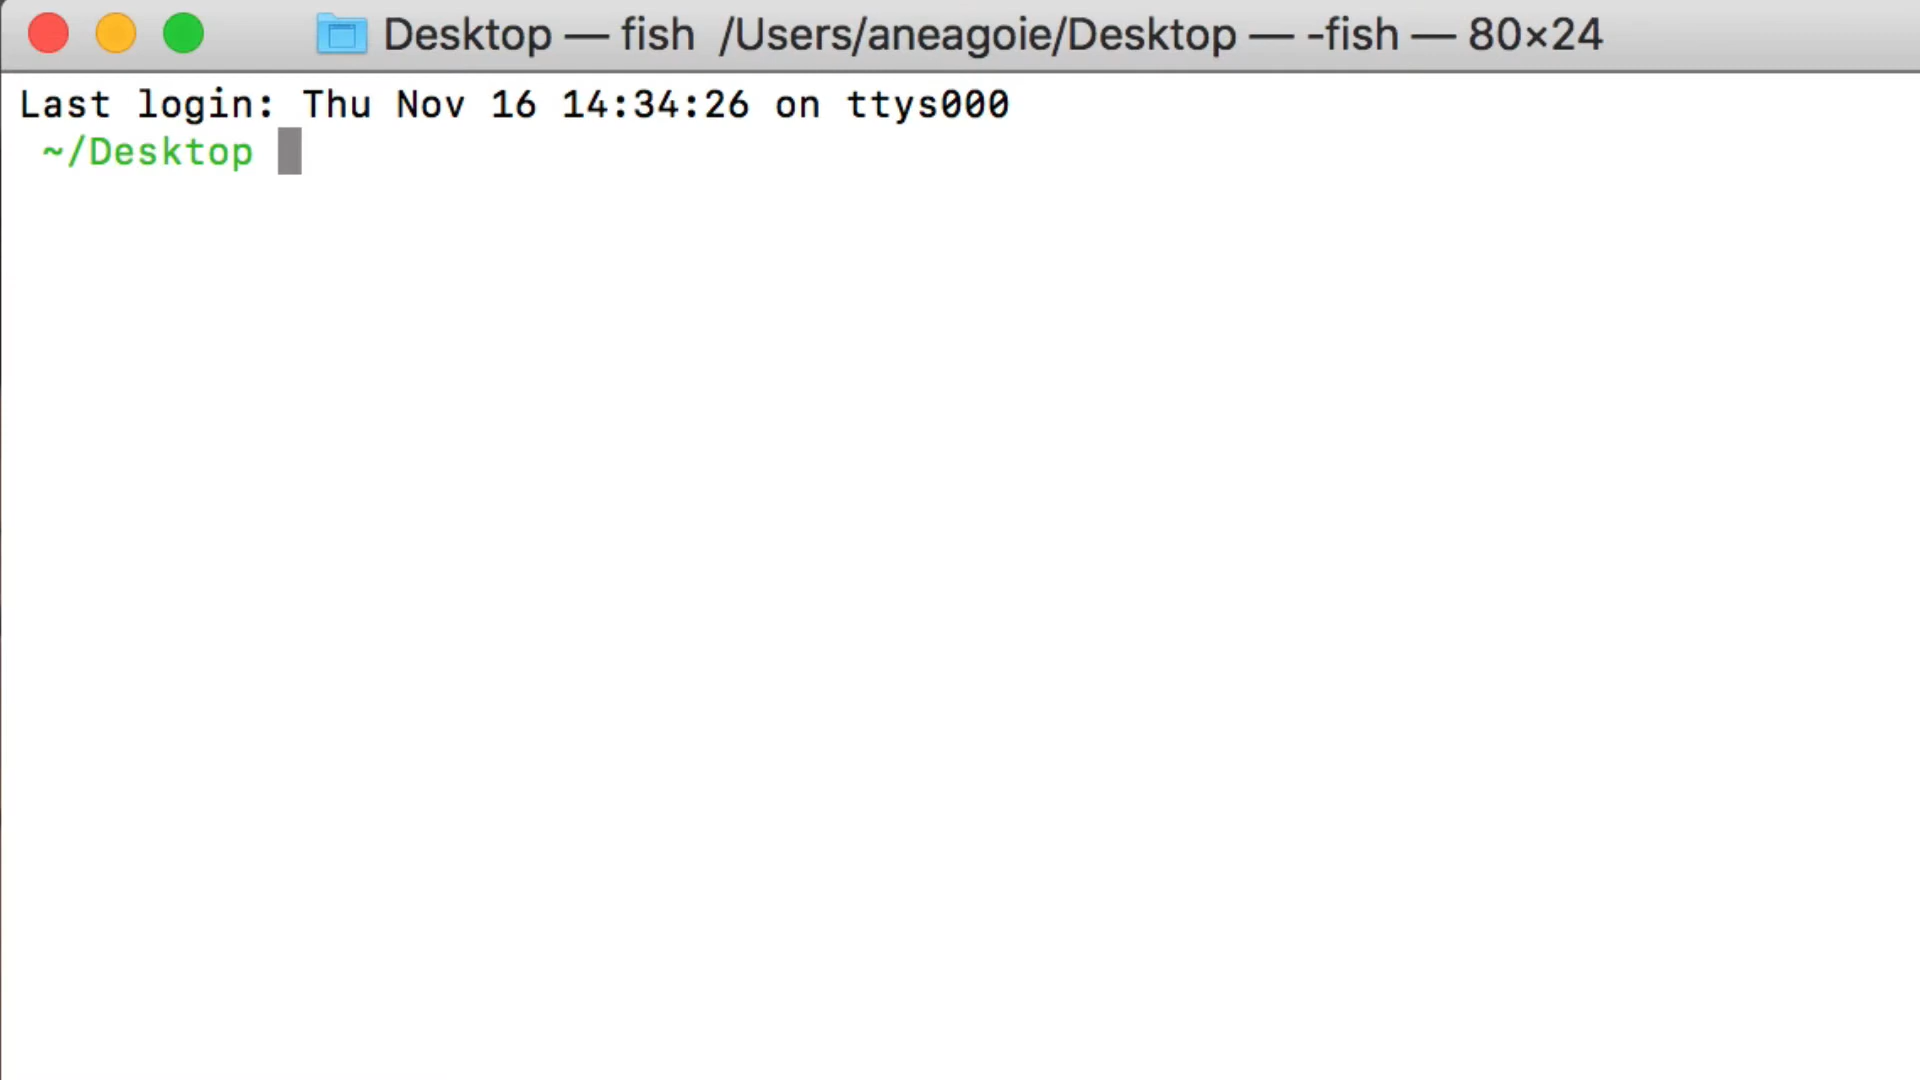 Desktop — fish  /Users/aneagoie/Desktop — -fish — 80×24
Last login: Thu Nov 16 14:34:26 on ttys000
~/Desktop